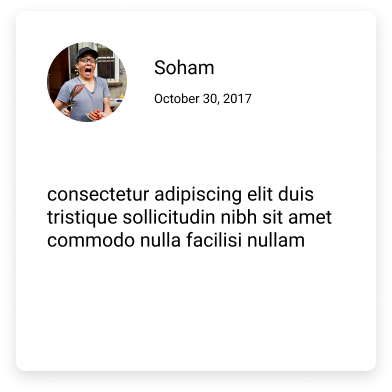 Soham
October 30, 2017
consectetur adipiscing elit duis
tristique sollicitudin nibh sit amet
commodo nulla facilisi nullam